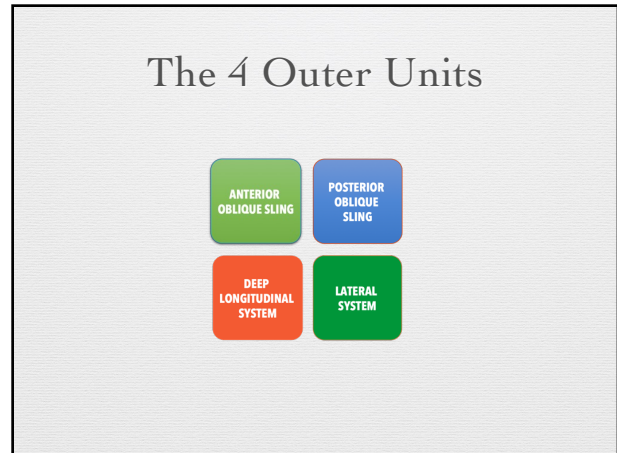 The 4 Outer Units
ANTERIOR
OBLIQUE SLING
POSTERIOR
OBLIQUE
SLING
DEEP
LONGITUDINAL
SYSTEM
LATERAL
SYSTEM